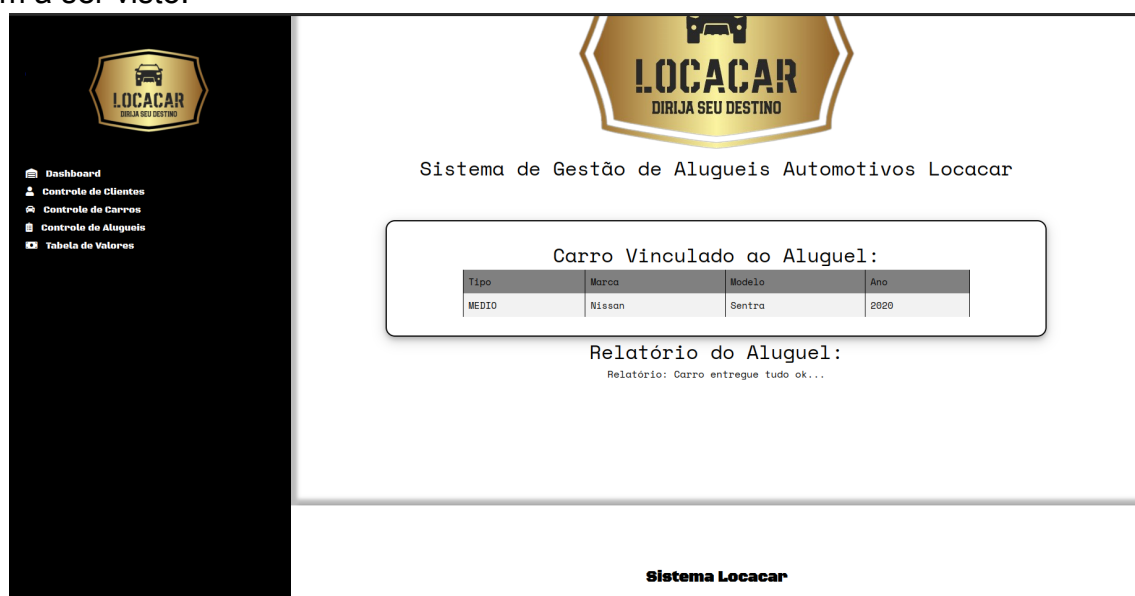 LOCACAR
DIRIJA SEU DESTINO
Dashboard
Controle de Clientes
Controle de Carros
Controle de Alugueis
Tabela de Valores
LOCACAR
DIRIJA SEU DESTINO
Sistema de Gestão de Alugueis Automotivos Locacar
Carro Vinculado ao Aluguel:
Tipo Marca Modelo Ano
MEDIO Nissan Sentra 2020
Relatório do Aluguel:
Relatório: Carro entregue tudo ok...
Sistema Locacar